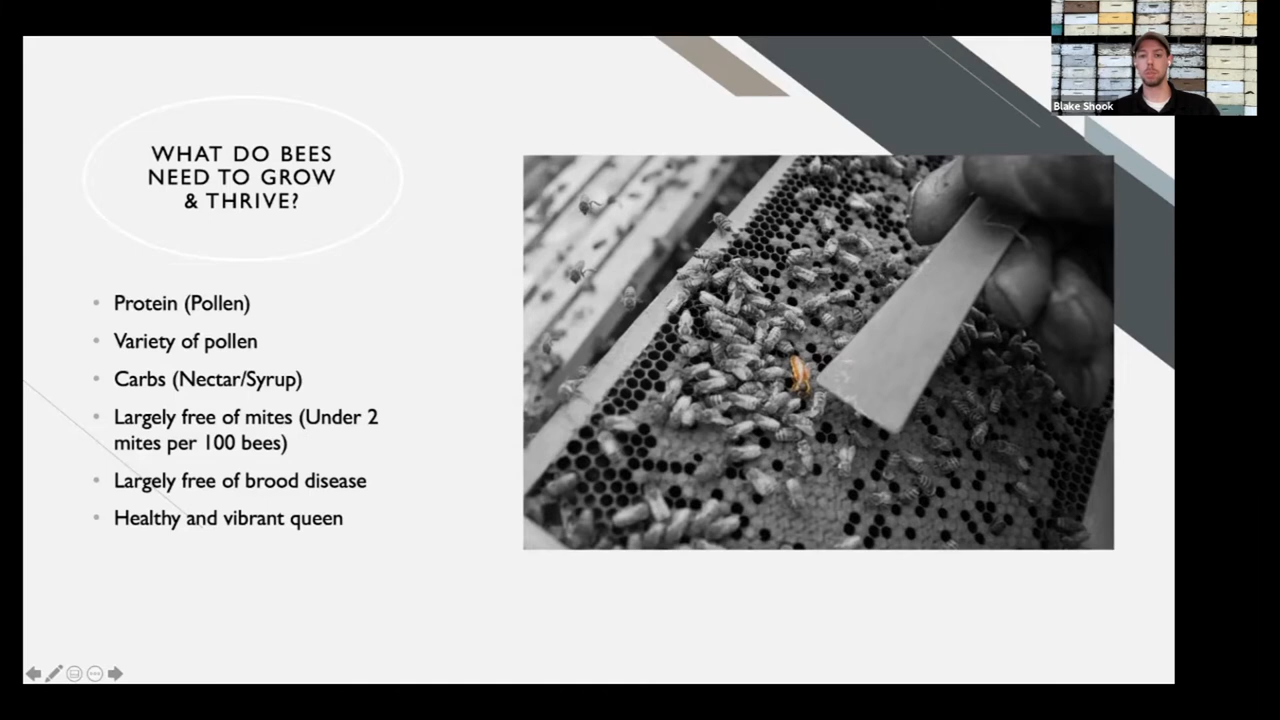 Blake Shook
WHAT DO BEES
NEED TO GROW
& THRIVE?
• Protein (Pollen)
• Variety of pollen
• Carbs (Nectar/Syrup)
• Largely free of mites (Under 2
mites per 100 bees)
• Largely free of brood disease
• Healthy and vibrant queen